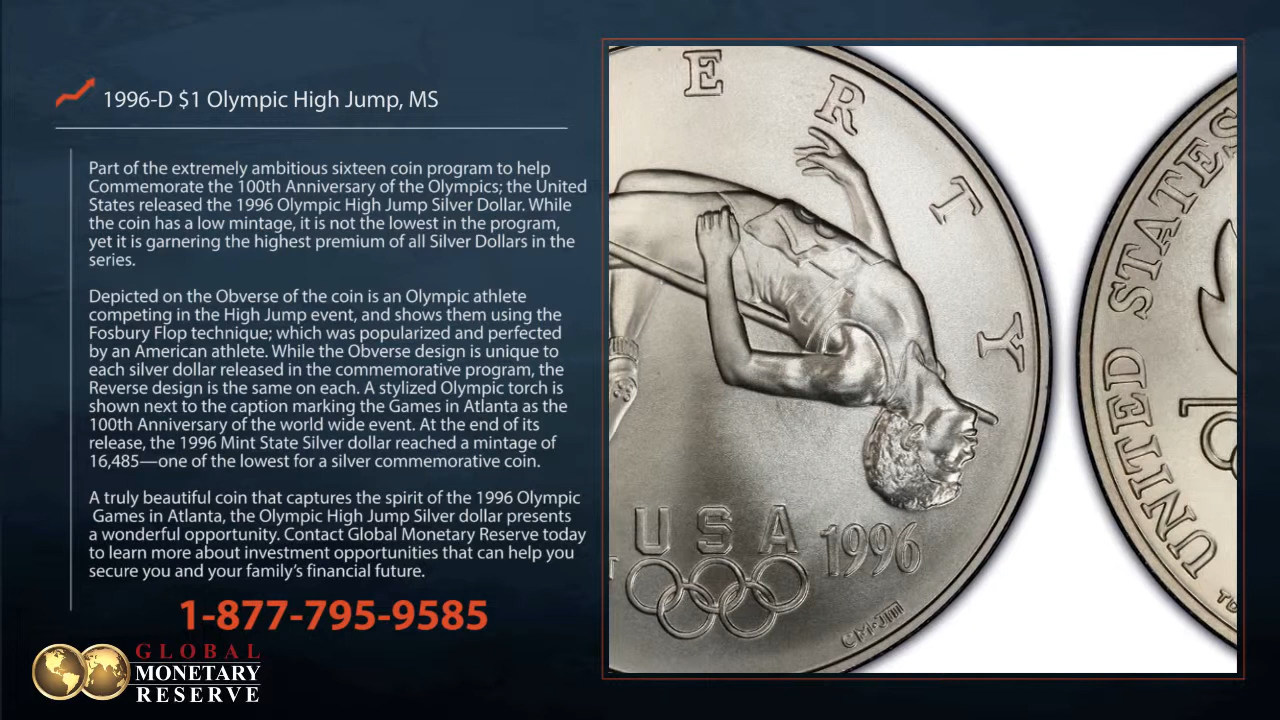 1996-D $1 Olympic High Jump, MS
Part of the extremely ambitious sixteen coin program to help
Commemorate the 100th Anniversary of the Olympics; the United
States released the 1996 Olympic High Jump Silver Dollar. While
the coin has a low mintage, it is not the lowest in the program,
yet it is garnering the highest premium of all Silver Dollars in the
series.
Depicted on the Obverse of the coin is an Olympic athlete
competing in the High Jump event, and shows them using the
Fosbury Flop technique; which was popularized and perfected
by an American athlete. While the Obverse design is unique to
each silver dollar released in the commemorative program, the
Reverse design is the same on each. A stylized Olympic torch is
shown next to the caption marking the Games in Atlanta as the
100th Anniversary of the world wide event. At the end of its
release, the 1996 Mint State Silver dollar reached a mintage of
16,485—one of the lowest for a silver commemorative coin.
A truly beautiful coin that captures the spirit of the 1996 Olympic
Games in Atlanta, the Olympic High Jump Silver dollar presents
a wonderful opportunity. Contact Global Monetary Reserve today
to learn more about investment opportunities that can help you
secure you and your family's financial future.
1-877-795-9585
GLOBAL
MONETARY
RESERVE
ERTY
USA
1996
UNITED STATES